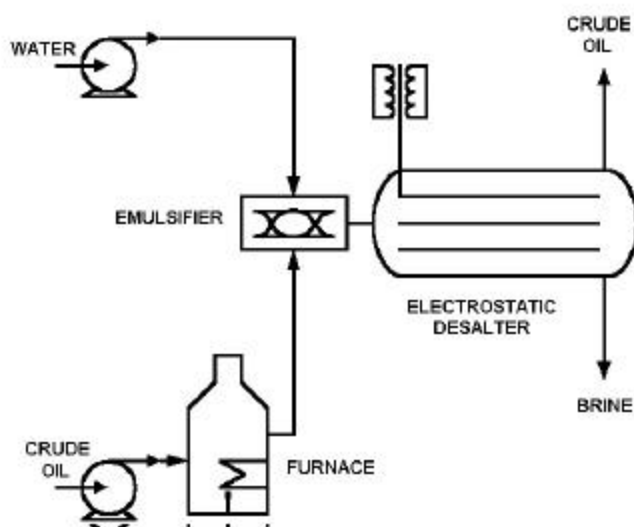 WATER
CRUDE
OIL
EMULSIFIER
ELECTROSTATIC
DESALTER
BRINE
CRUDE
OIL
FURNACE